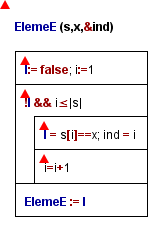 ElemeE (s,x,&ind)
l:= false; i:=1
!l && i≤|s|
l = s[i]==x; ind = i
i=i+1
ElemeE := l